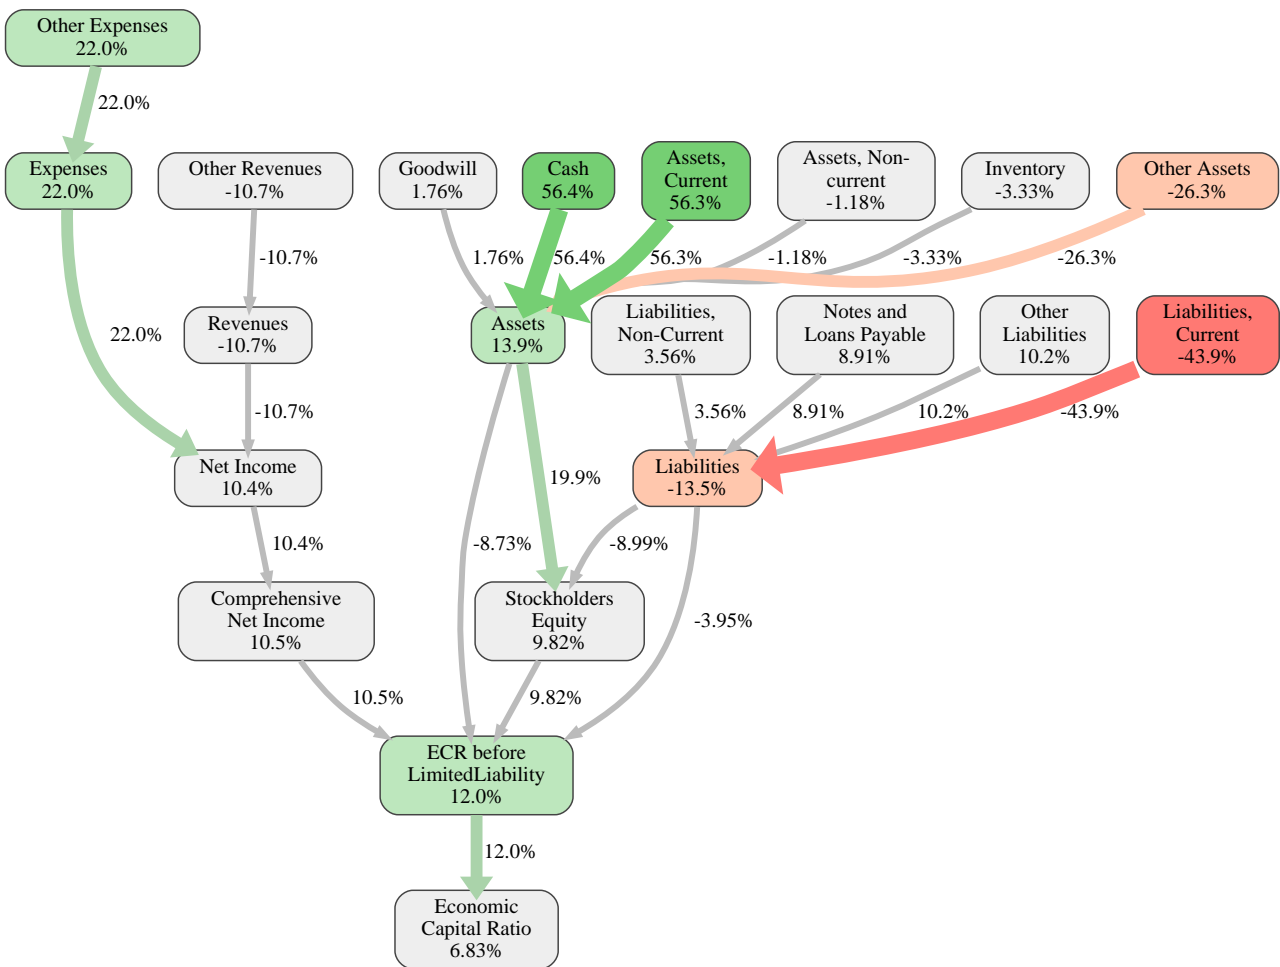 Other Expenses
22.0%
22.0%
Expenses
22.0%
Other Revenues
-10.7%
Goodwill
1.76%
Cash
56.4%
Assets,
Current
56.3%
Assets, Non-
current
-1.18%
Inventory
-3.33%
Other Assets
-26.3%
-10.7%
1.76%
56.4%
56.3%
-1.18%
-3.33%
-26.3%
22.0%
Revenues
-10.7%
Assets
13.9%
Liabilities,
Non-Current
3.56%
Notes and
Loans Payable
8.91%
Other
Liabilities
10.2%
Liabilities,
Current
-43.9%
-10.7%
3.56%
8.91%
10.2%
-43.9%
Net Income
10.4%
19.9%
Liabilities
-13.5%
10.4%
-8.73%
-8.99%
Comprehensive
Net Income
10.5%
Stockholders
Equity
9.82%
-3.95%
10.5%
9.82%
ECR before
LimitedLiability
12.0%
12.0%
Economic
Capital Ratio
6.83%